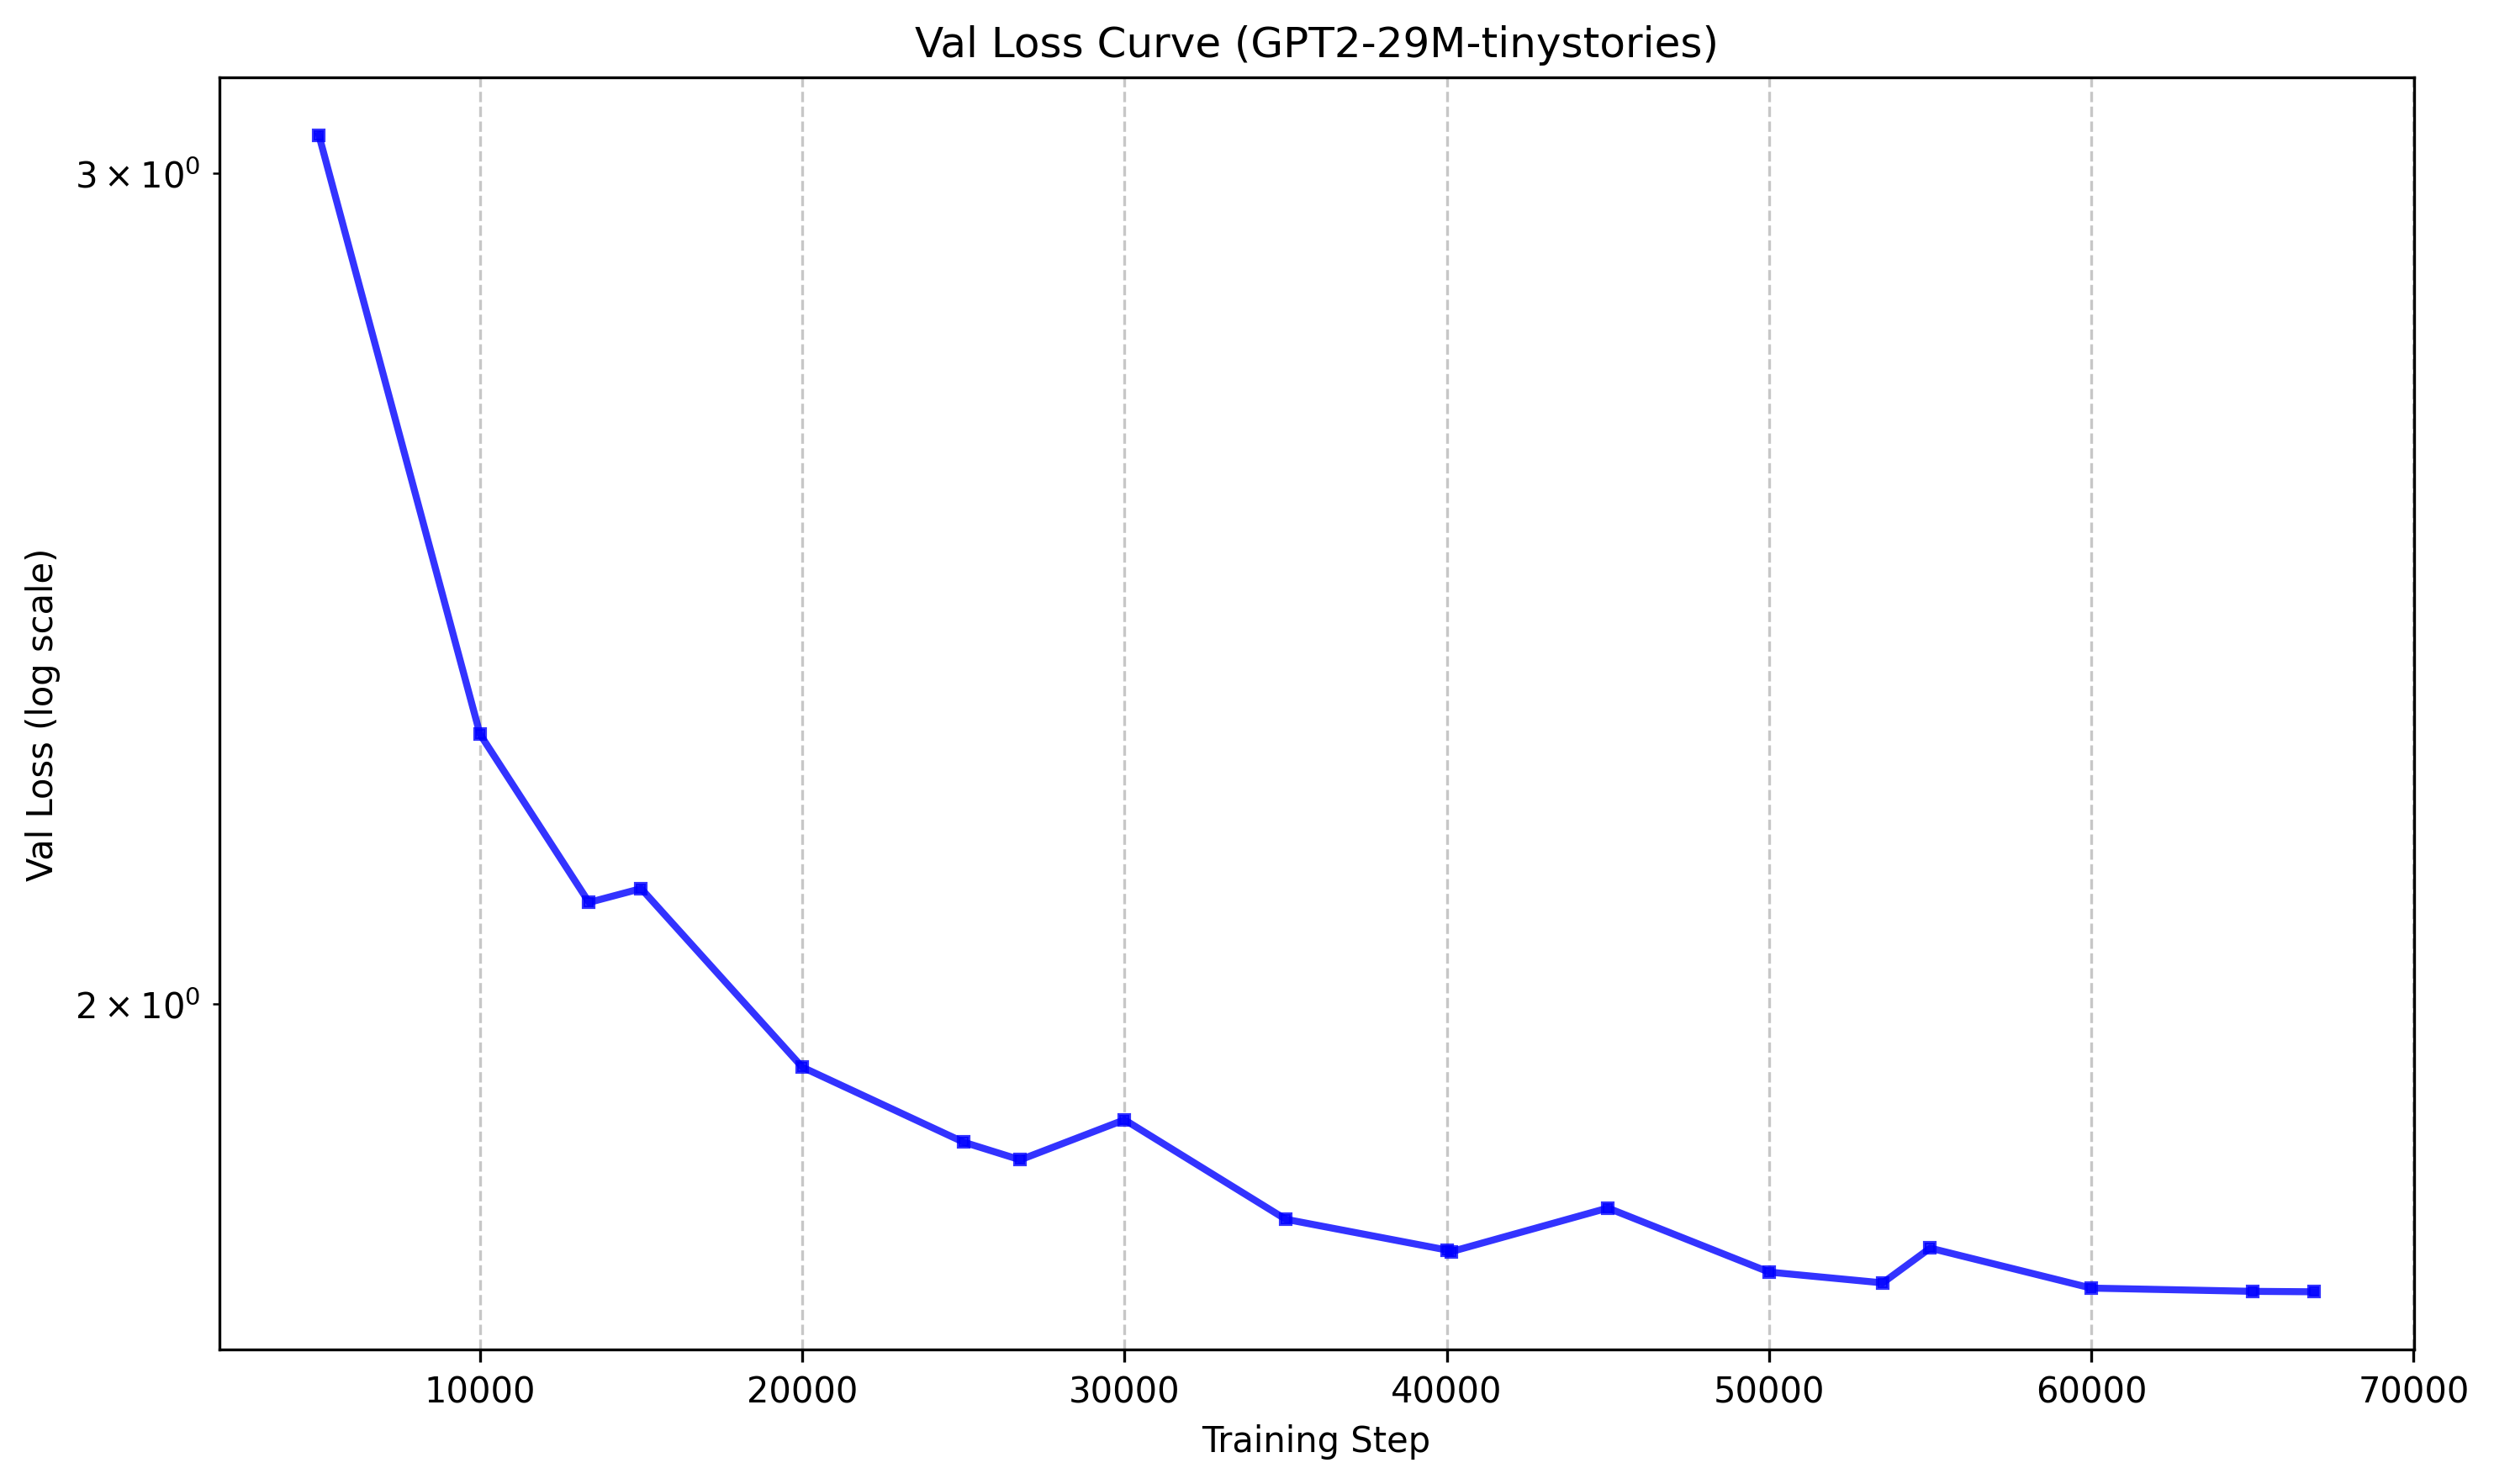 Val Loss Curve (GPT2-29M-tinystories)
3 × 10⁰
2 × 10⁰
Val Loss (log scale)
10000 20000 30000 40000 50000 60000 70000
Training Step